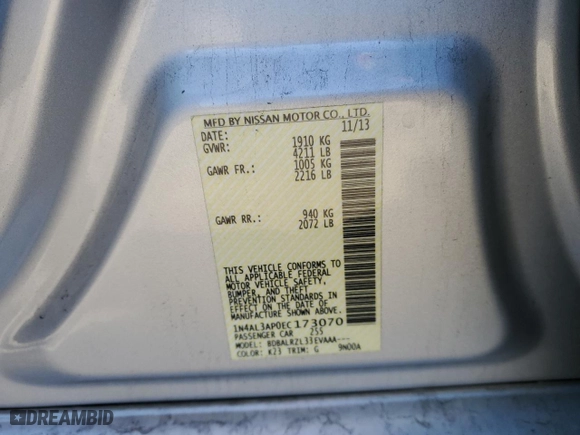 MFD BY NISSAN MOTOR CO., LTD.
DATE: 11/13
GVWR: 1910 KG
4211 LB
GAWR FR.: 1005 KG
2216 LB
GAWR RR.: 940 KG
2072 LB
THIS VEHICLE CONFORMS TO
ALL APPLICABLE FEDERAL
MOTOR VEHICLE SAFETY,
BUMPER, AND THEFT
PREVENTION STANDARDS IN
EFFECT ON THE DATE OF
MANUFACTURE SHOWN ABOVE.
1N4AL3AP0EC173070
PASSENGER CAR 255
MODEL: BDBALRZL33EVAAA---
COLOR: K23 TRIM: G 9N00A
DREAMBID